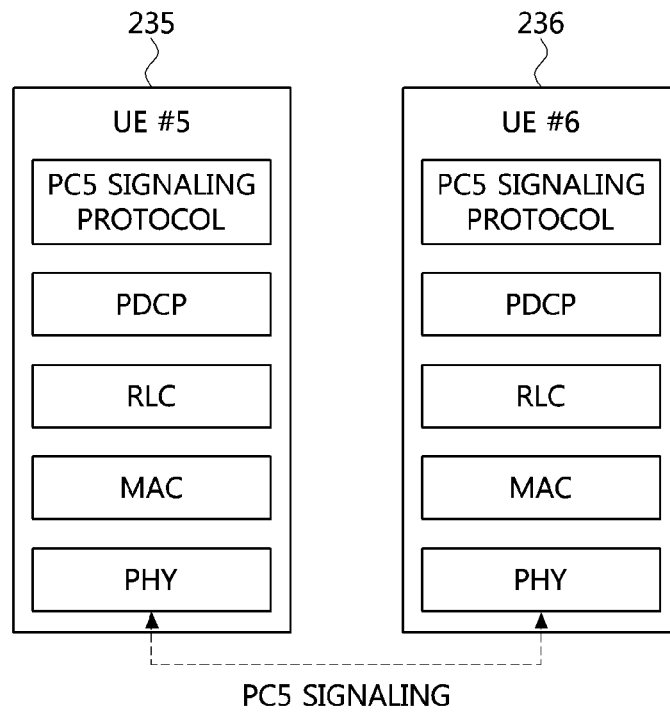 235
236
UE #5
UE #6
PC5 SIGNALING
PROTOCOL
PC5 SIGNALING
PROTOCOL
PDCP
PDCP
RLC
RLC
MAC
MAC
PHY
PHY
PC5 SIGNALING